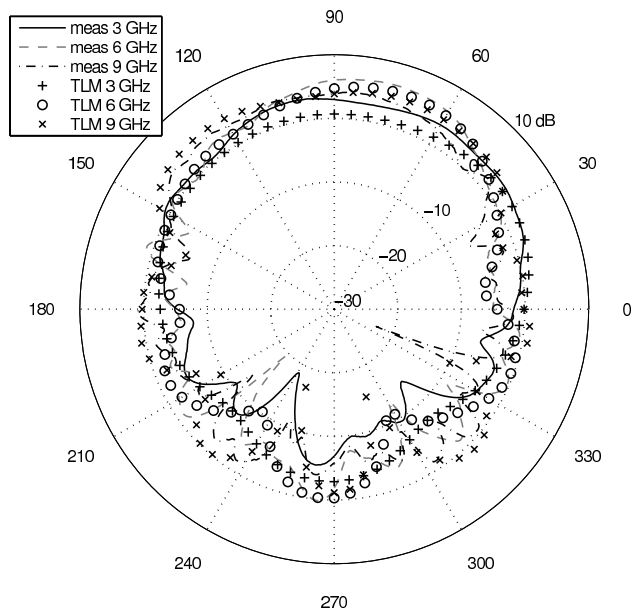 90
meas 3 GHz
meas 6 GHz
meas 9 GHz
TLM 3 GHz
TLM 6 GHz
TLM 9 GHz
120
60
10 dB
150
30
−10
−20
−30
180
0
210
330
240
300
270